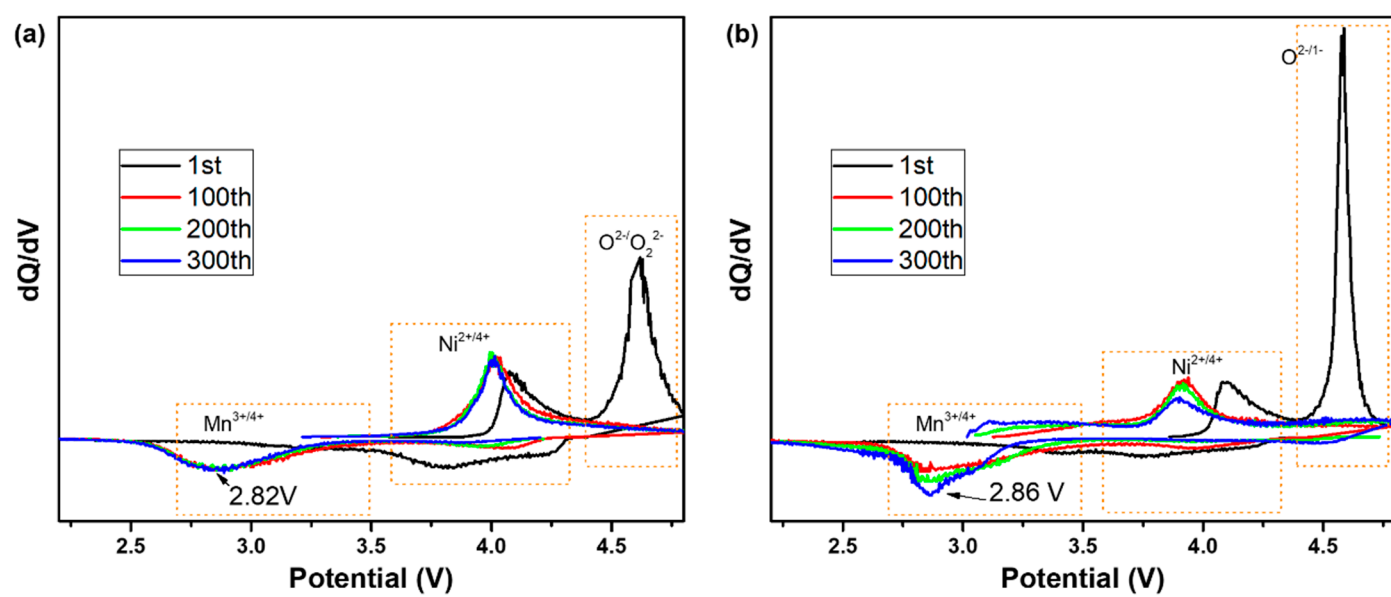 (a)
dQ/dV
1st
100th
200th
300th
O²⁻/O₂²⁻
Ni²⁺/⁴⁺
Mn³⁺/⁴⁺
2.82V
2.5 3.0 3.5 4.0 4.5
Potential (V)
(b)
dQ/dV
1st
100th
200th
300th
O²⁻/¹⁻
Ni²⁺/⁴⁺
Mn³⁺/⁴⁺
2.86 V
2.5 3.0 3.5 4.0 4.5
Potential (V)